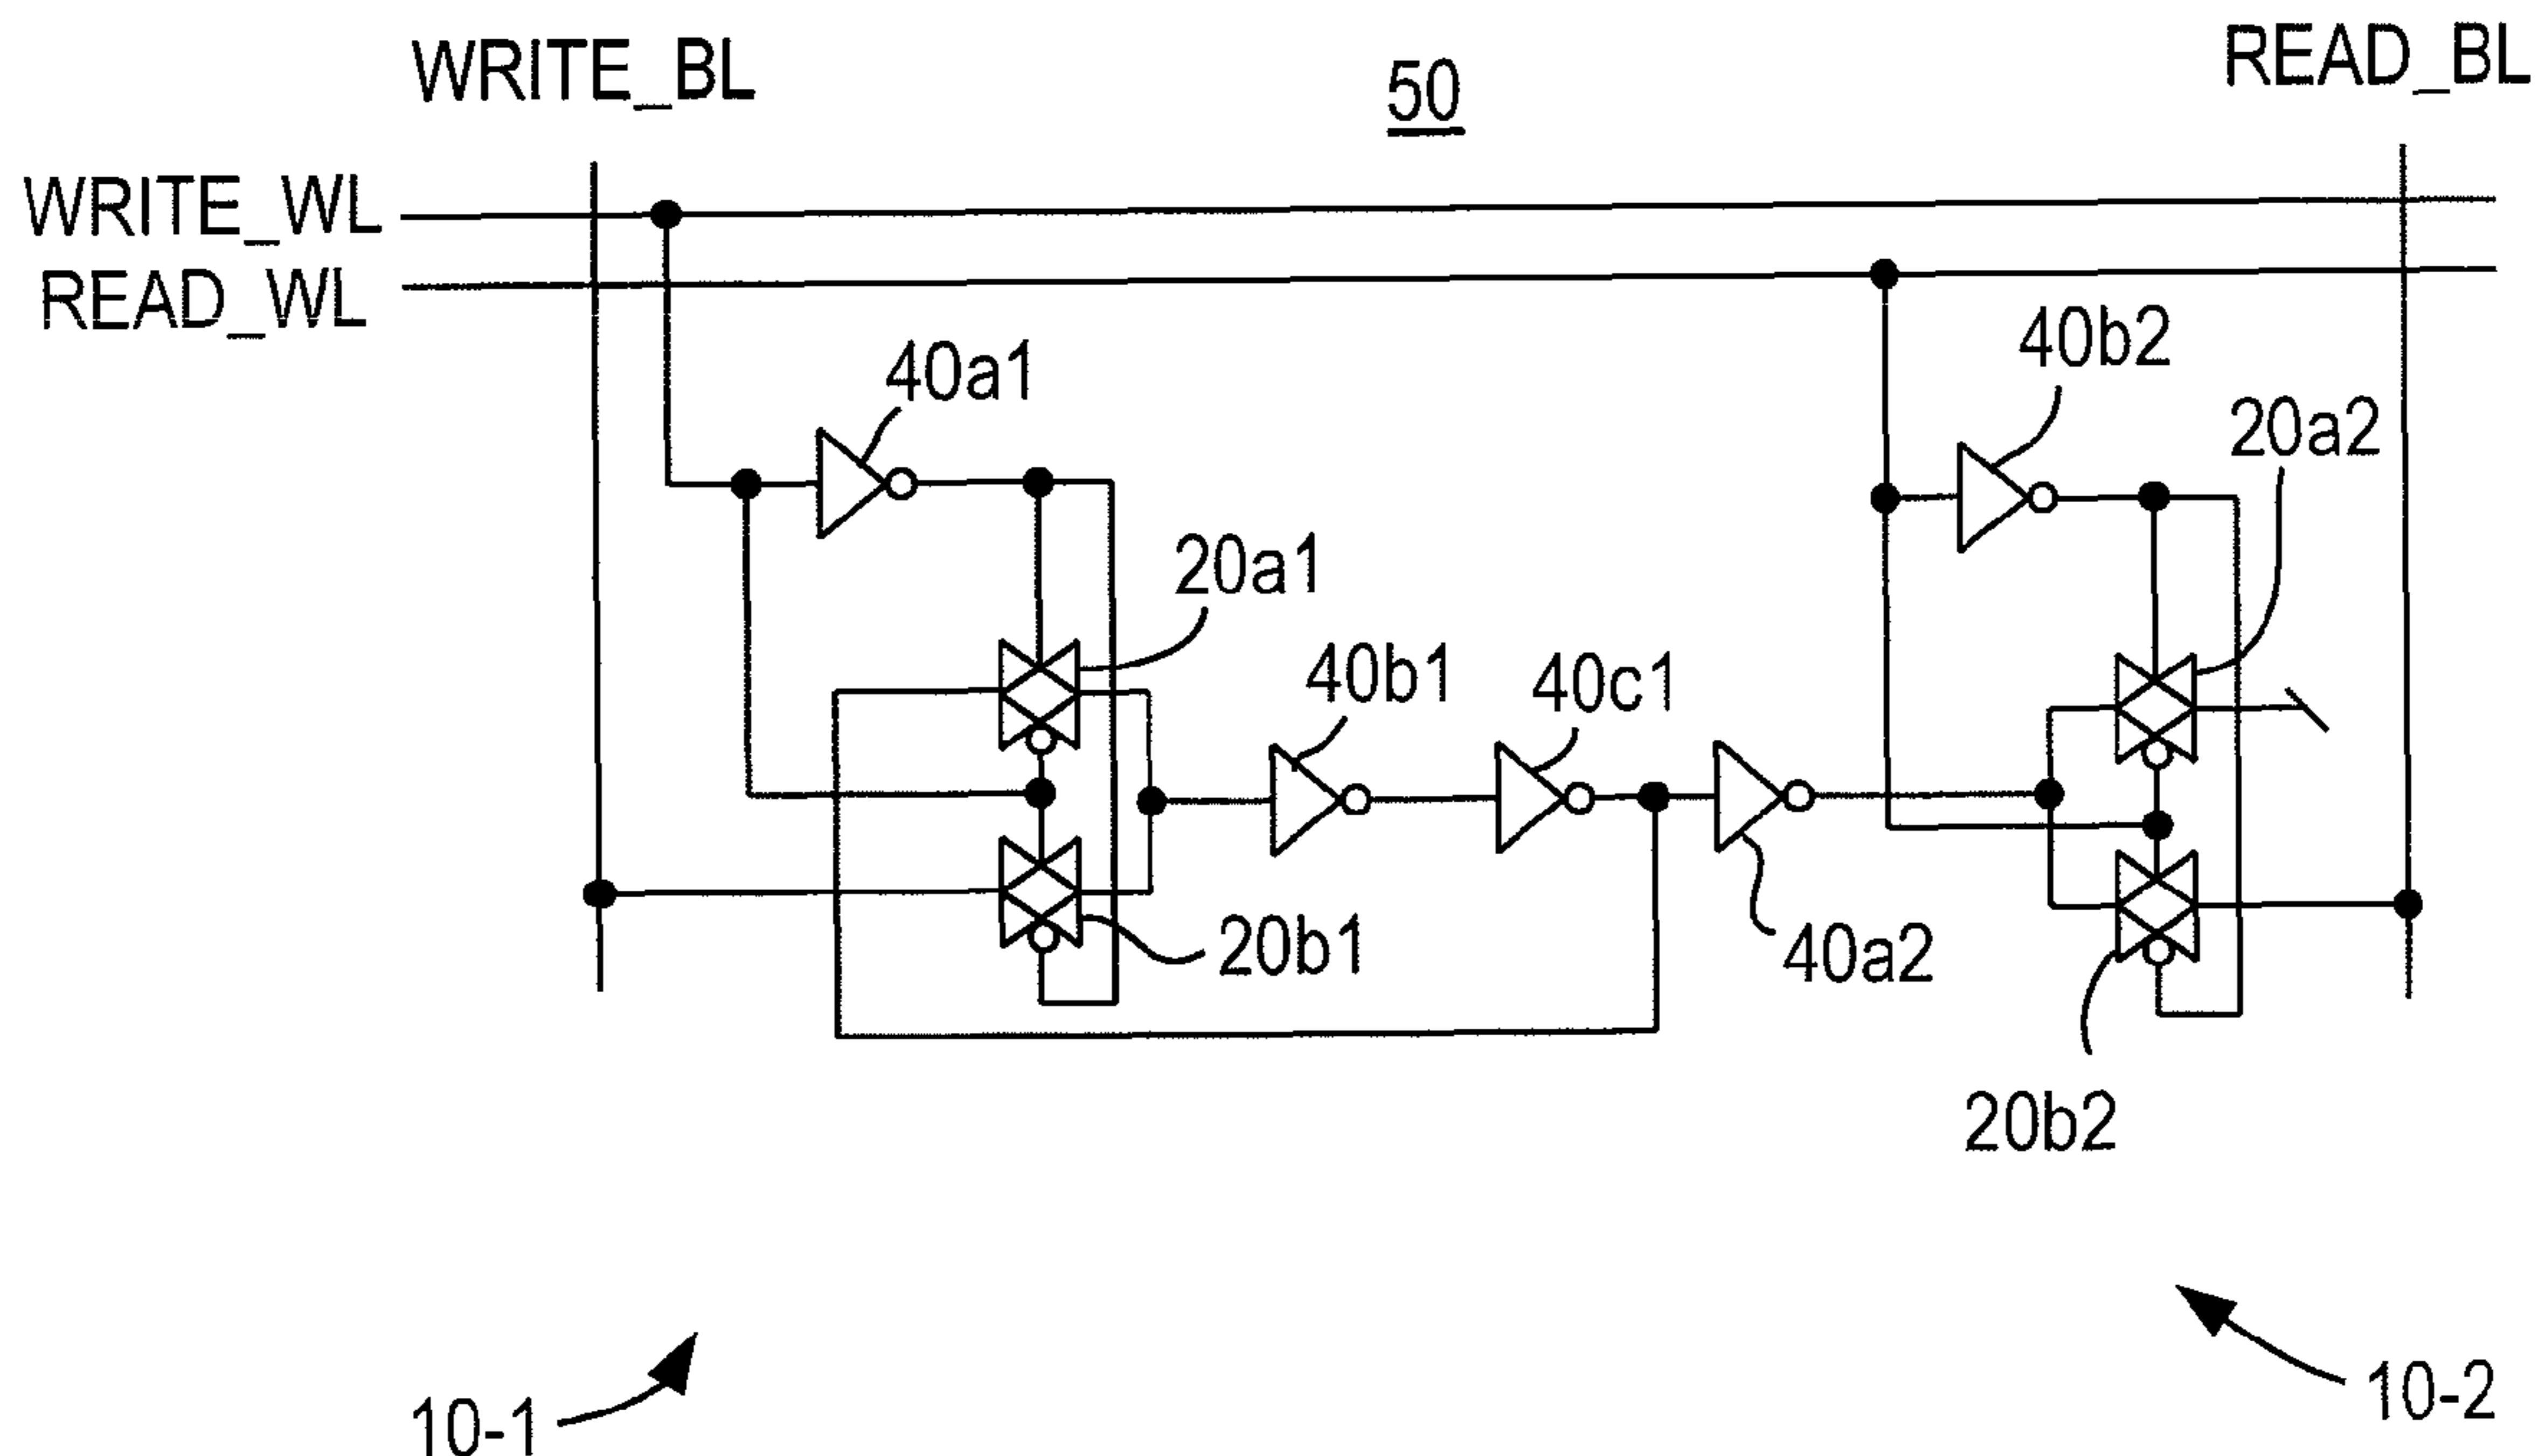 WRITE_BL
50
READ_BL
WRITE_WL
READ_WL
40a1
40b2
20a2
20a1
40b1
40c1
20b1
40a2
20b2
10-1
10-2